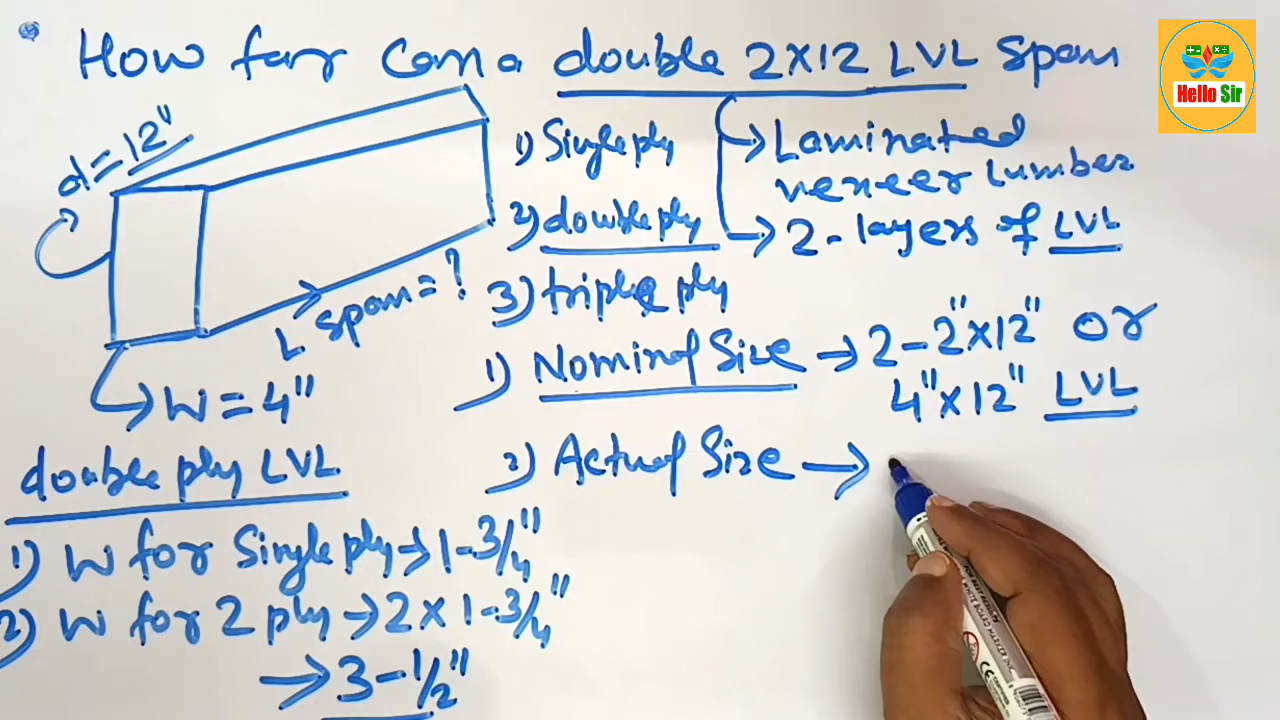 How far can a double 2x12 LVL span
Hello Sir
d=12"
L span=?
W=4"
1) Single ply
2) double ply
3) triple ply
→ Laminated
veneer Lumber
→ 2-layers of LVL
1) Nominal Size → 2-2"x12" or
4"x12" LVL
2) Actual Size →
double ply LVL
1) W for Single ply → 1-3/4"
2) W for 2 ply → 2x1-3/4"
→ 3-1/2"